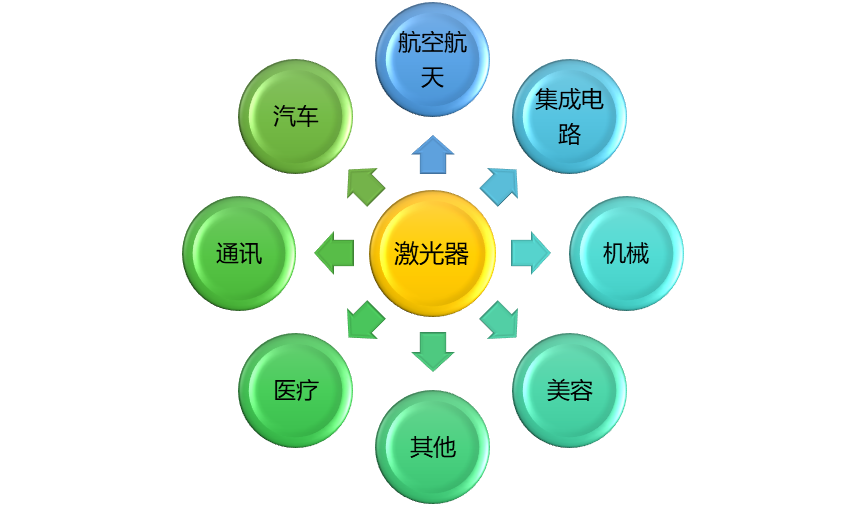 航空航
天
集成电
路
汽车
激光器
通讯
机械
医疗
美容
其他